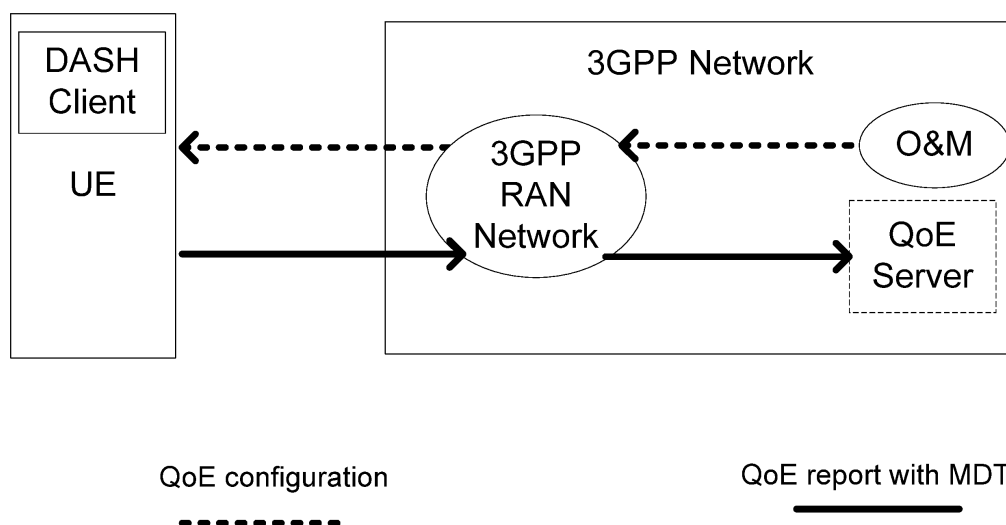 DASH
Client
UE
3GPP Network
3GPP
RAN
Network
O&M
QoE
Server
QoE configuration
QoE report with MDT